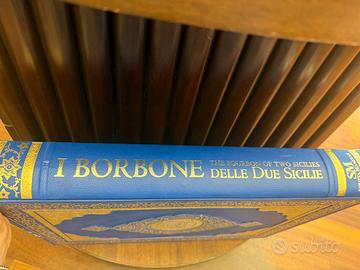 I BORBONE
THE BOURBON OF TWO SICILIES
DELLE DUE SICILIE
subito